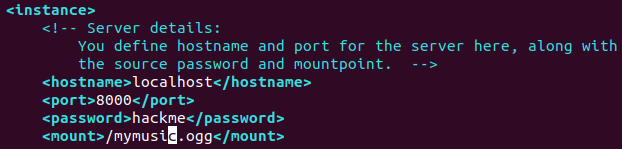 <instance>
<!-- Server details:
You define hostname and port for the server here, along with
the source password and mountpoint.  -->
<hostname>localhost</hostname>
<port>8000</port>
<password>hackme</password>
<mount>/mymusic.ogg</mount>